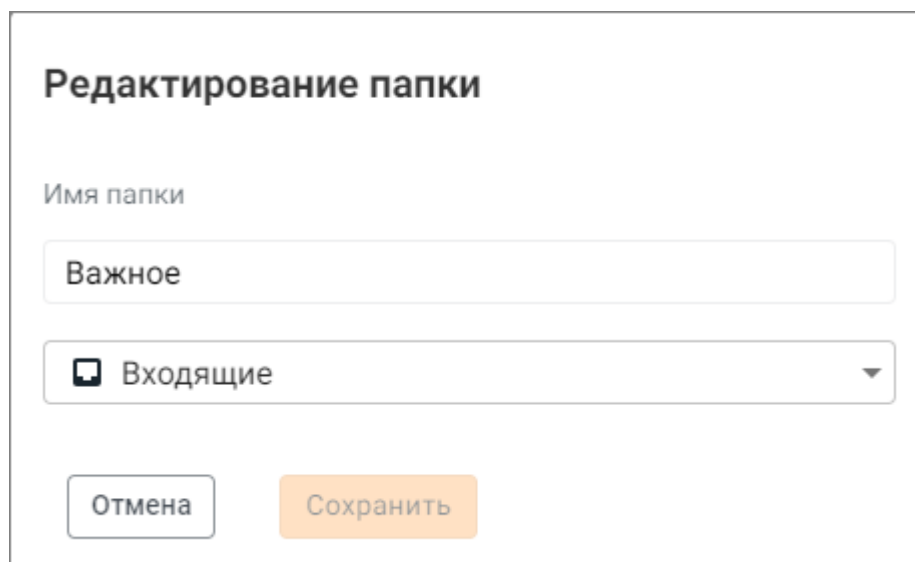 Редактирование папки
Имя папки
Важное
Входящие
Отмена
Сохранить